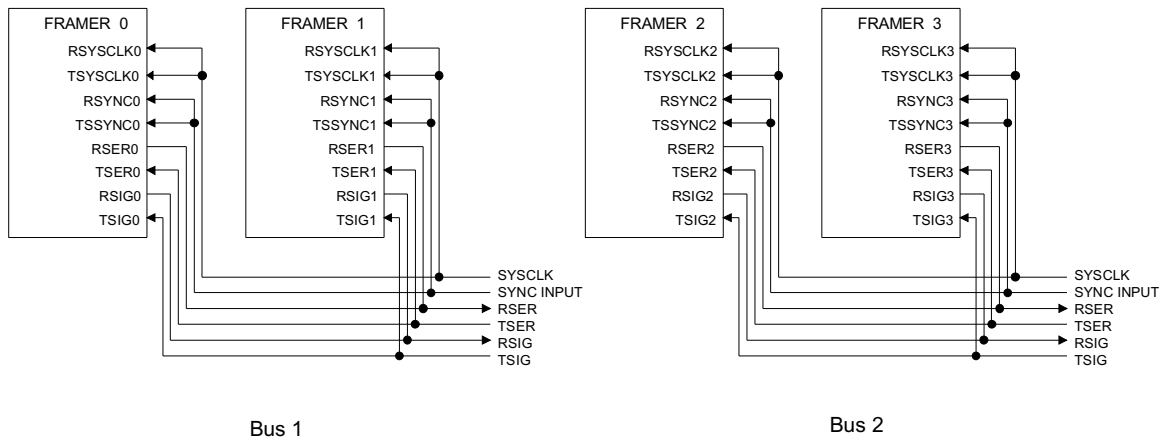 FRAMER 0
RSYSCLK0
TSYSCLK0
RSYNC0
TSSYNC0
RSER0
TSER0
RSIG0
TSIG0
FRAMER 1
RSYSCLK1
TSYSCLK1
RSYNC1
TSSYNC1
RSER1
TSER1
RSIG1
TSIG1
SYSCLK
SYNC INPUT
RSER
TSER
RSIG
TSIG
Bus 1
FRAMER 2
RSYSCLK2
TSYSCLK2
RSYNC2
TSSYNC2
RSER2
TSER2
RSIG2
TSIG2
FRAMER 3
RSYSCLK3
TSYSCLK3
RSYNC3
TSSYNC3
RSER3
TSER3
RSIG3
TSIG3
SYSCLK
SYNC INPUT
RSER
TSER
RSIG
TSIG
Bus 2